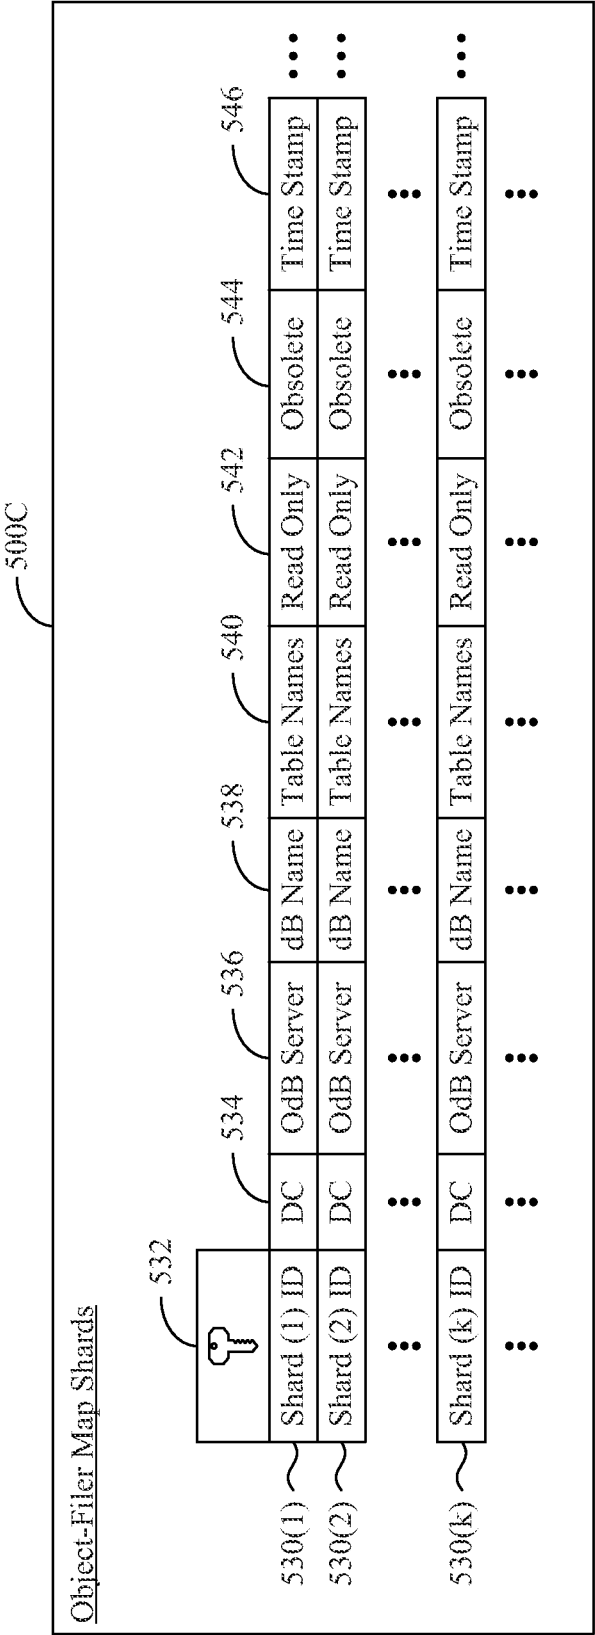 500C
Object-Filer Map Shards
532 534 536 538 540 542 544 546
530(1) Shard (1) ID DC OdB Server dB Name Table Names Read Only Obsolete Time Stamp •••
530(2) Shard (2) ID DC OdB Server dB Name Table Names Read Only Obsolete Time Stamp •••
••• ••• ••• ••• ••• ••• ••• •••
530(k) Shard (k) ID DC OdB Server dB Name Table Names Read Only Obsolete Time Stamp •••
••• ••• ••• ••• ••• ••• ••• •••